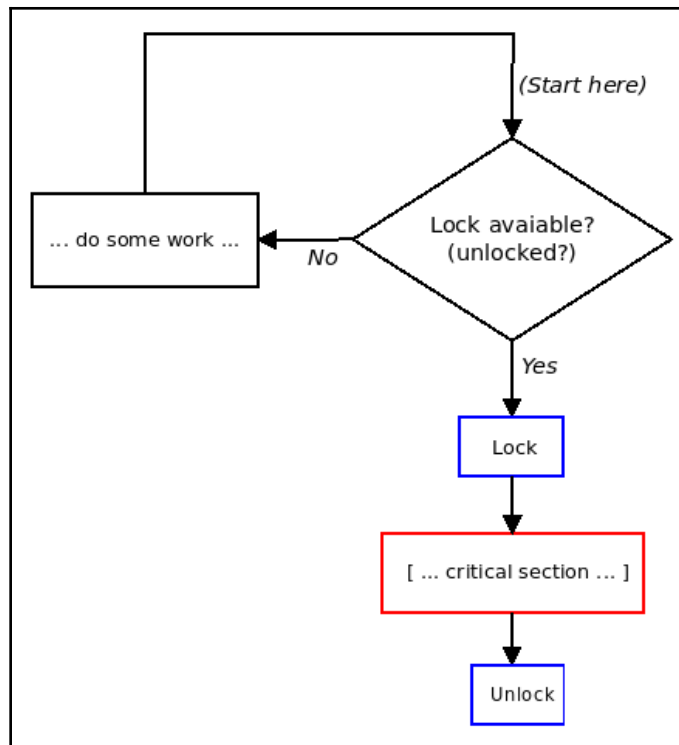 (Start here)
Lock avaiable?
(unlocked?)
... do some work ...
No
Yes
Lock
[ ... critical section ... ]
Unlock